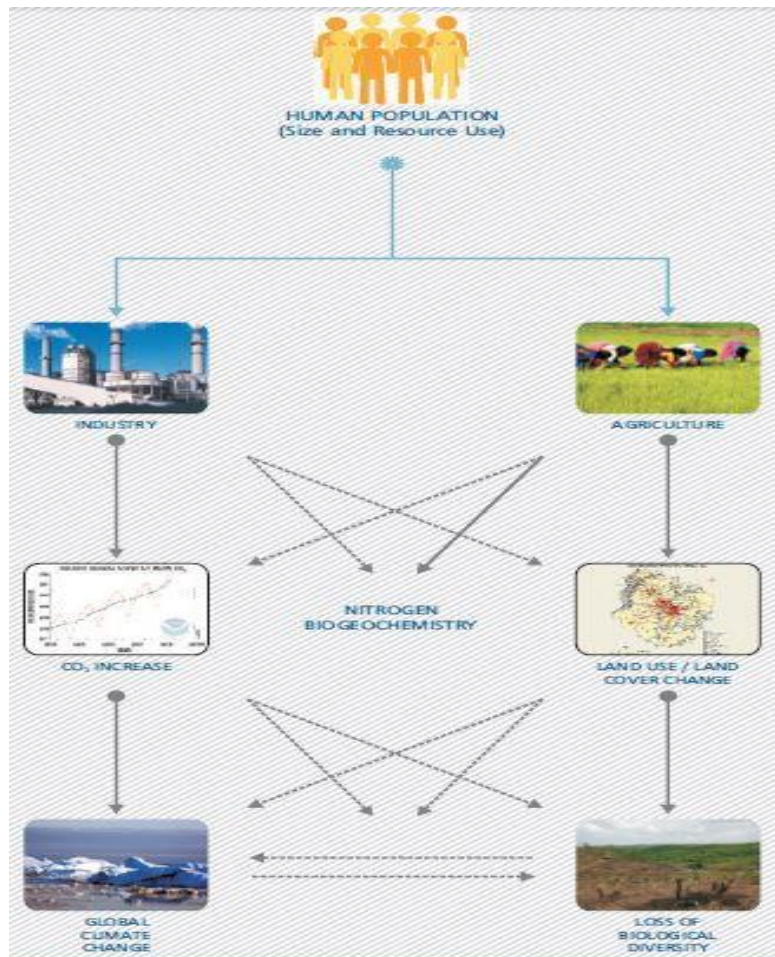 HUMAN POPULATION
(Size and Resource Use)
INDUSTRY
AGRICULTURE
NITROGEN
BIOGEOCHEMISTRY
CO₂ INCREASE
LAND USE / LAND
COVER CHANGE
GLOBAL
CLIMATE
CHANGE
LOSS OF
BIOLOGICAL
DIVERSITY